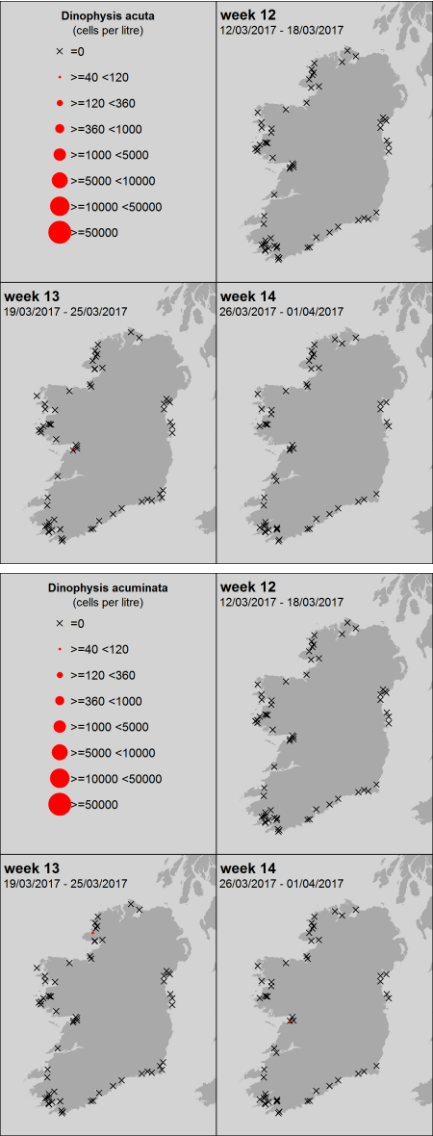 Dinophysis acuta
(cells per litre)
=0
>=40 <120
>=120 <360
>=360 <1000
>=1000 <5000
>=5000 <10000
>=10000 <50000
>=50000
week 12
12/03/2017 - 18/03/2017
week 13
19/03/2017 - 25/03/2017
week 14
26/03/2017 - 01/04/2017
Dinophysis acuminata
(cells per litre)
=0
>=40 <120
>=120 <360
>=360 <1000
>=1000 <5000
>=5000 <10000
>=10000 <50000
>=50000
week 12
12/03/2017 - 18/03/2017
week 13
19/03/2017 - 25/03/2017
week 14
26/03/2017 - 01/04/2017